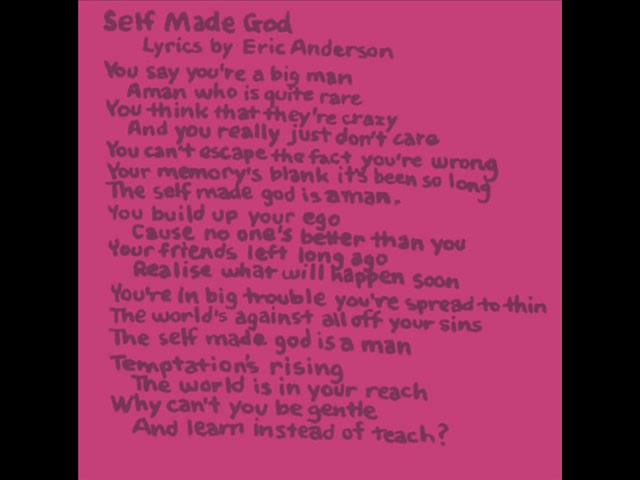 Self Made God
Lyrics by Eric Anderson
You say you're a big man
Aman who is quite rare
You think that they're crazy
And you really just don't care
You can't escape the fact you're wrong
Your memory's blank it's been so long
The self made god is aman.
You build up your ego
Cause no one's better than you
Your friends left long ago
Realise what will happen soon
You're in big trouble you're spread to thin
The world's against all off your sins
The self made god is a man
Temptation's rising
The world is in your reach
Why can't you be gentle
And learn instead of teach?